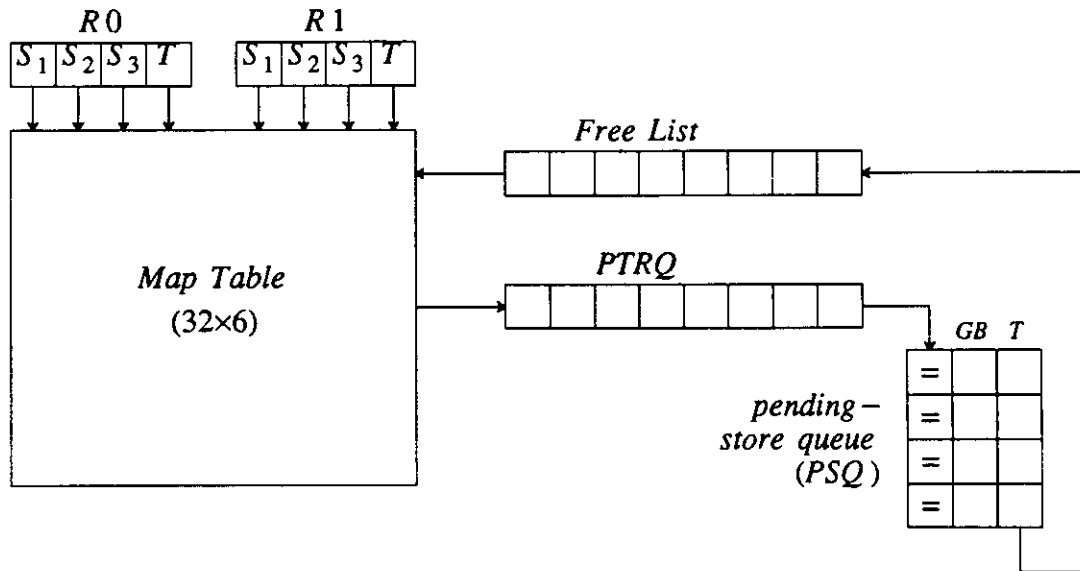 R0 R1
S1 S2 S3 T S1 S2 S3 T
Free List
PTRQ
Map Table
(32×6)
GB T
=
pending–
=
store queue
=
(PSQ)
=